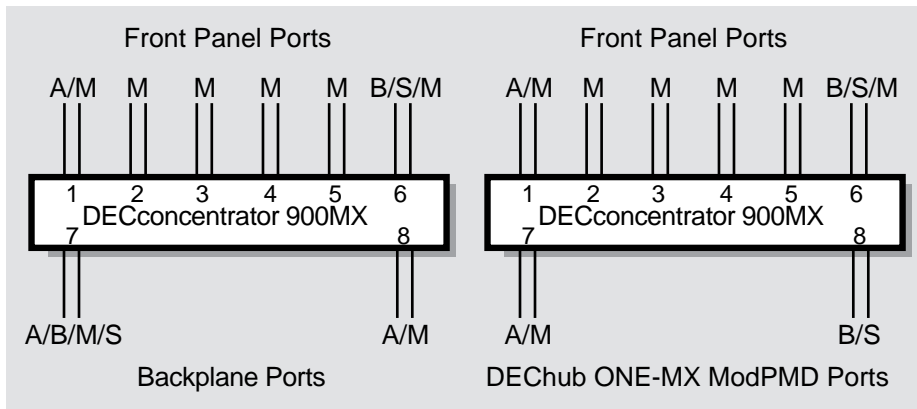 Front Panel Ports
A/M M M M M B/S/M
1 2 3 4 5 6
DECconcentrator 900MX
7 8
A/B/M/S A/M
Backplane Ports
Front Panel Ports
A/M M M M M B/S/M
1 2 3 4 5 6
DECconcentrator 900MX
7 8
A/M B/S
DEChub ONE-MX ModPMD Ports